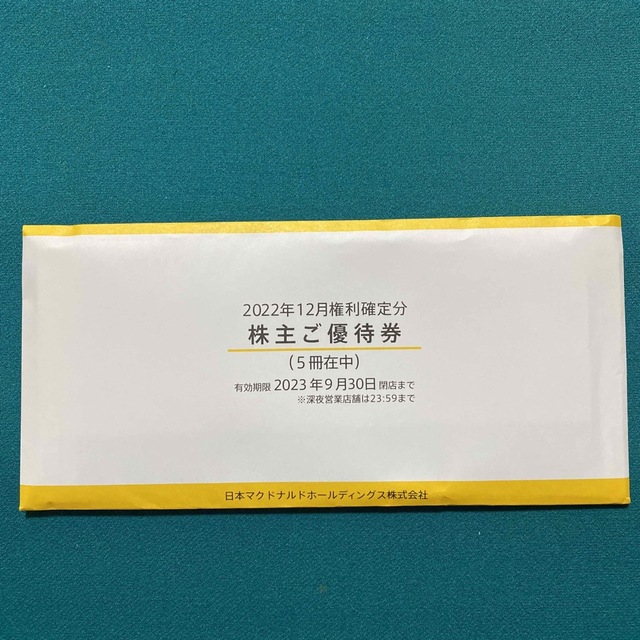 2022年12月権利確定分
株主ご優待券
(5冊在中)
有効期限 2023年9月30日 閉店まで
※深夜営業店舗は23:59まで
日本マクドナルドホールディングス株式会社